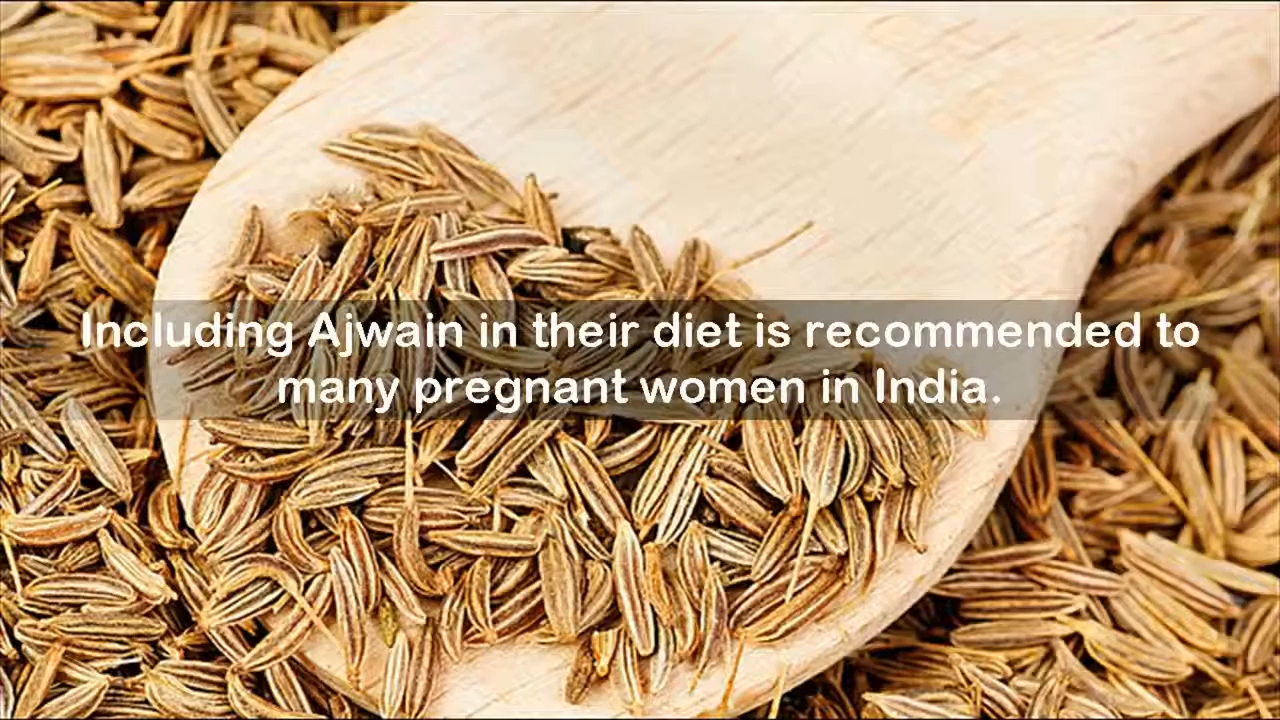 Including Ajwain in their diet is recommended to
many pregnant women in India.